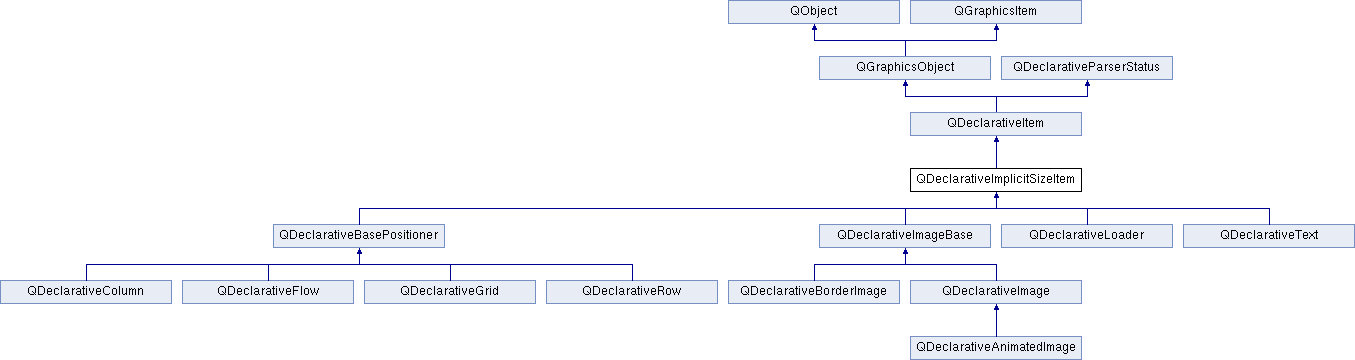 QObject
QGraphicsItem
QGraphicsObject
QDeclarativeParserStatus
QDeclarativeItem
QDeclarativeImplicitSizeItem
QDeclarativeBasePositioner
QDeclarativeImageBase
QDeclarativeLoader
QDeclarativeText
QDeclarativeColumn
QDeclarativeFlow
QDeclarativeGrid
QDeclarativeRow
QDeclarativeBorderImage
QDeclarativeImage
QDeclarativeAnimatedImage